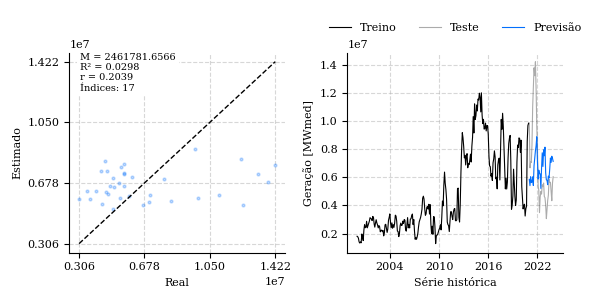 Treino Teste Previsão
1e7
M = 2461781.6566
R² = 0.0298
r = 0.2039
Índices: 17
1.422
1.050
0.678
0.306
Estimado
0.306 0.678 1.050 1.422
1e7
Real
1e7
1.4
1.2
1.0
0.8
0.6
0.4
0.2
Geração [MWmed]
2004 2010 2016 2022
Série histórica